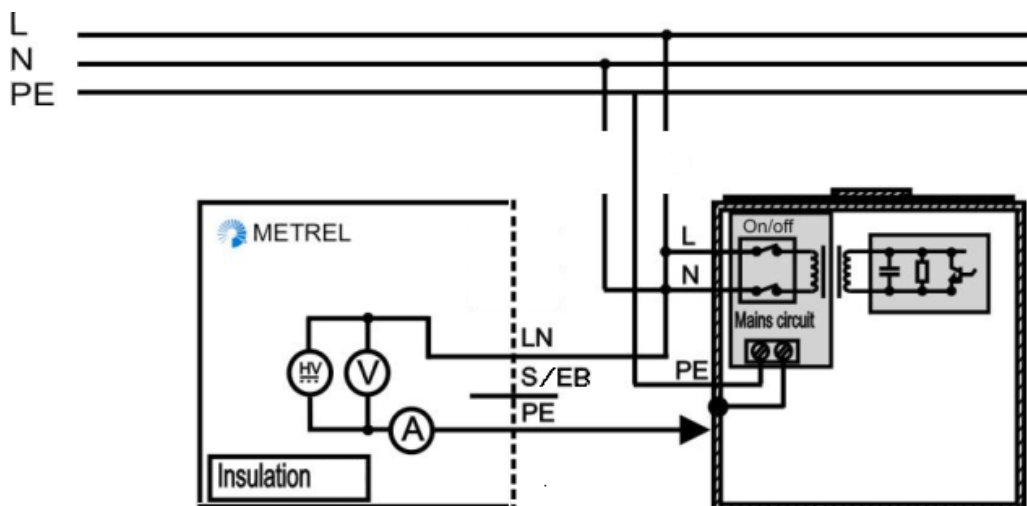 L
N
PE
METREL
On/off
L
N
Mains circuit
LN
HV
V
S/EB
PE
PE
A
Insulation